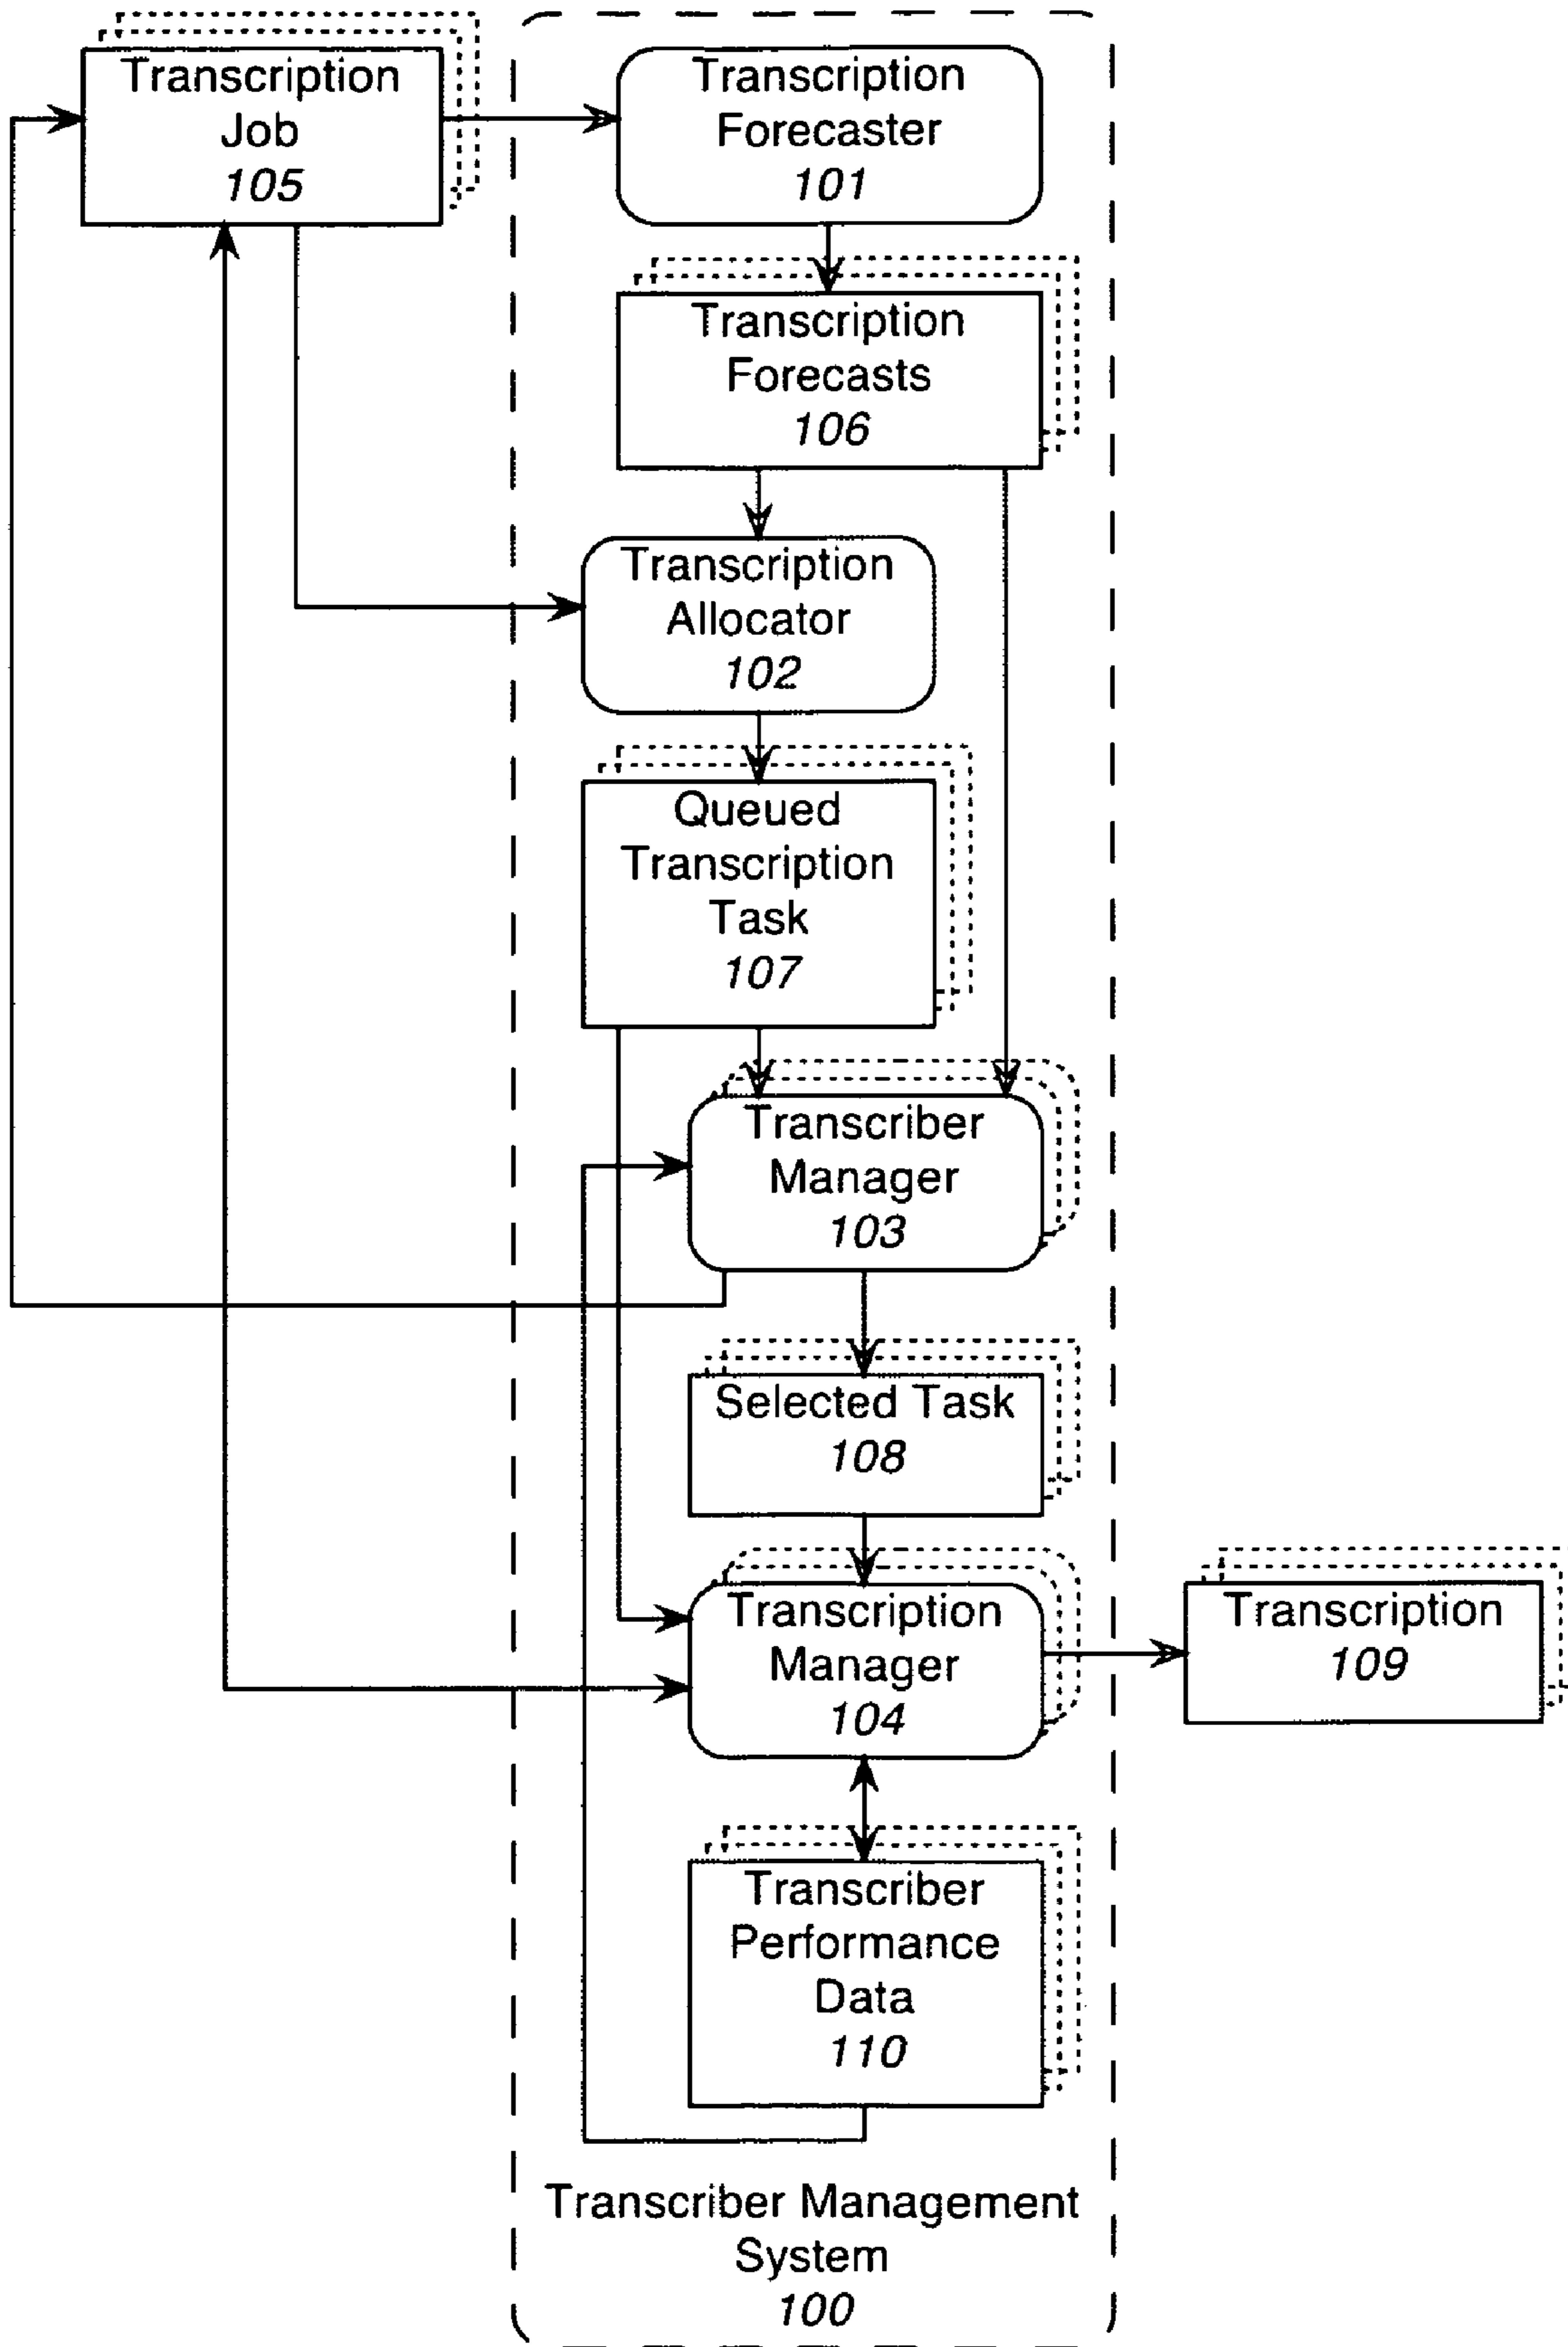 Transcription
Job
105
Transcription
Forecaster
101
Transcription
Forecasts
106
Transcription
Allocator
102
Queued
Transcription
Task
107
Transcriber
Manager
103
Selected Task
108
Transcription
Manager
104
Transcription
109
Transcriber
Performance
Data
110
Transcriber Management
System
100